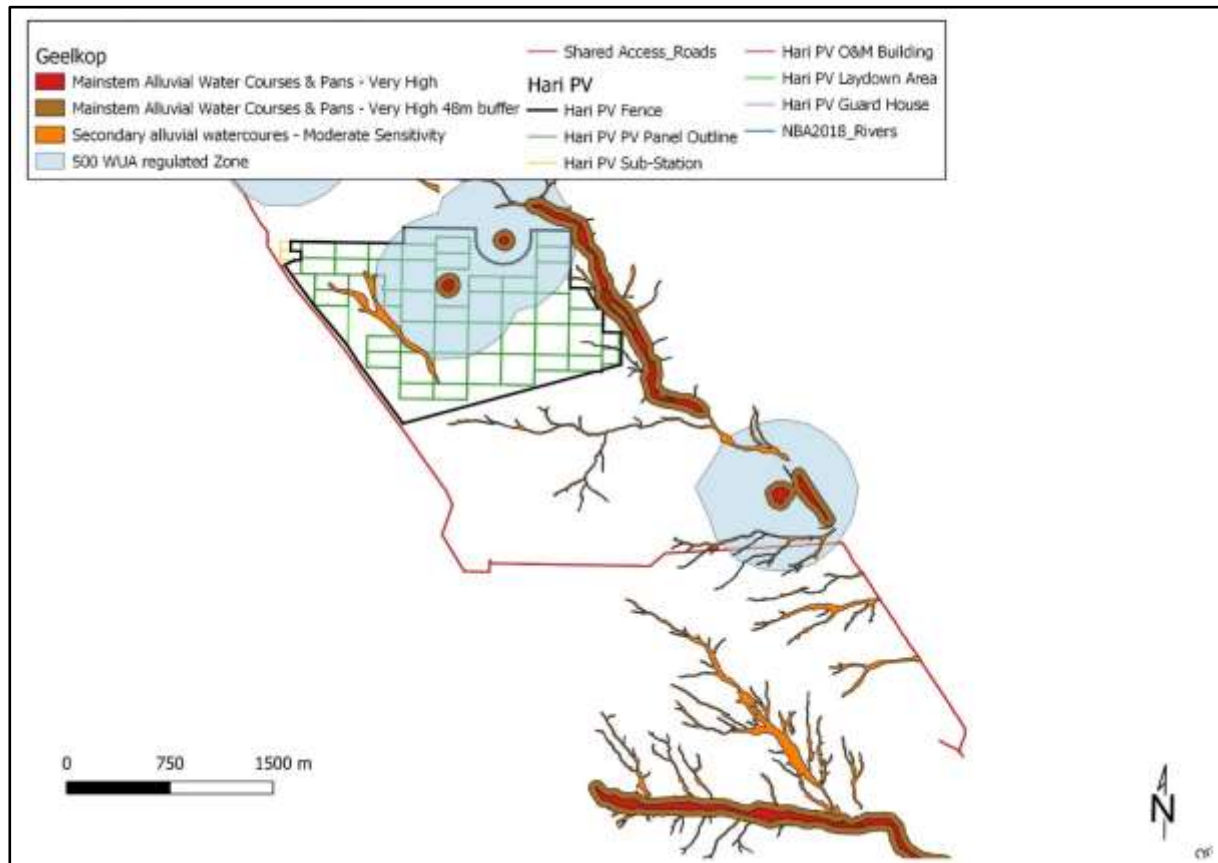 Geelkop
Mainstem Alluvial Water Courses & Pans - Very High
Mainstem Alluvial Water Courses & Pans - Very High 48m buffer
Secondary alluvial watercoures - Moderate Sensitivity
500 WUA regulated Zone
Shared Access_Roads
Hari PV
Hari PV Fence
Hari PV PV Panel Outline
Hari PV Sub-Station
Hari PV O&M Building
Hari PV Laydown Area
Hari PV Guard House
NBA2018_Rivers
0 750 1500 m
N